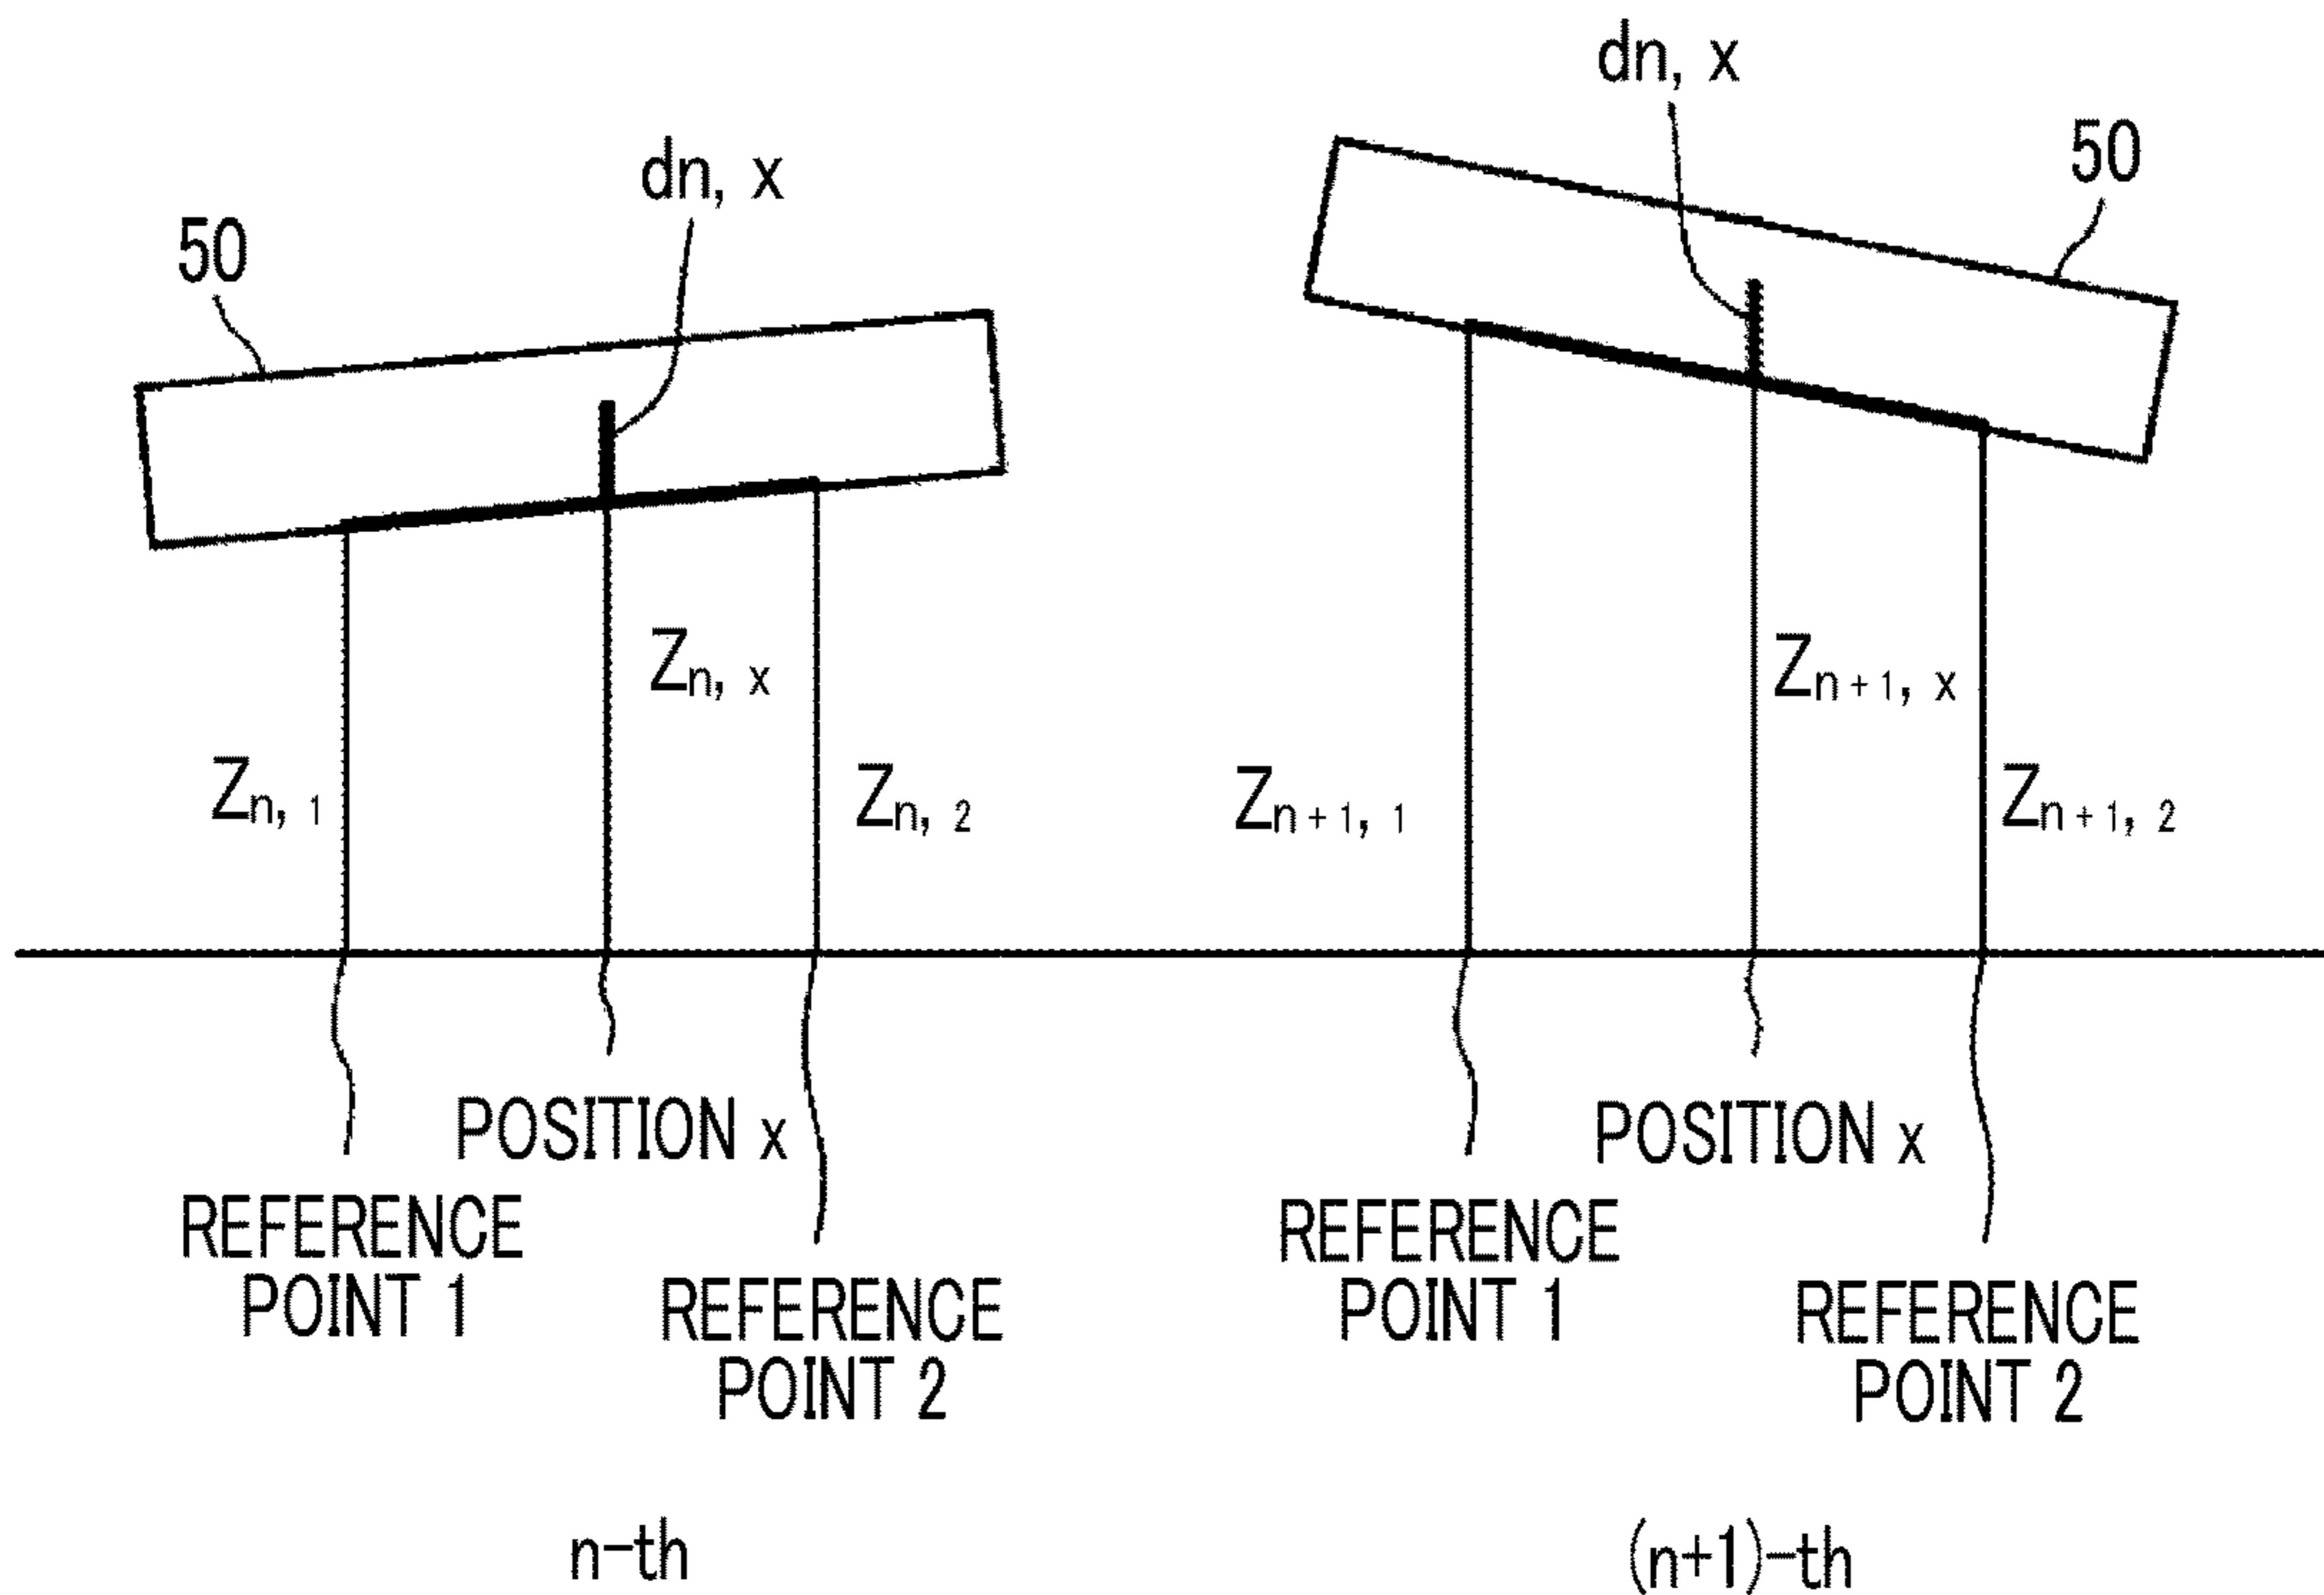 dn, x
50
Zn, x
Zn, 1
Zn, 2
POSITION x
REFERENCE
POINT 1
REFERENCE
POINT 2
n-th
dn, x
50
Zn+1, x
Zn+1, 1
Zn+1, 2
POSITION x
REFERENCE
POINT 1
REFERENCE
POINT 2
(n+1)-th